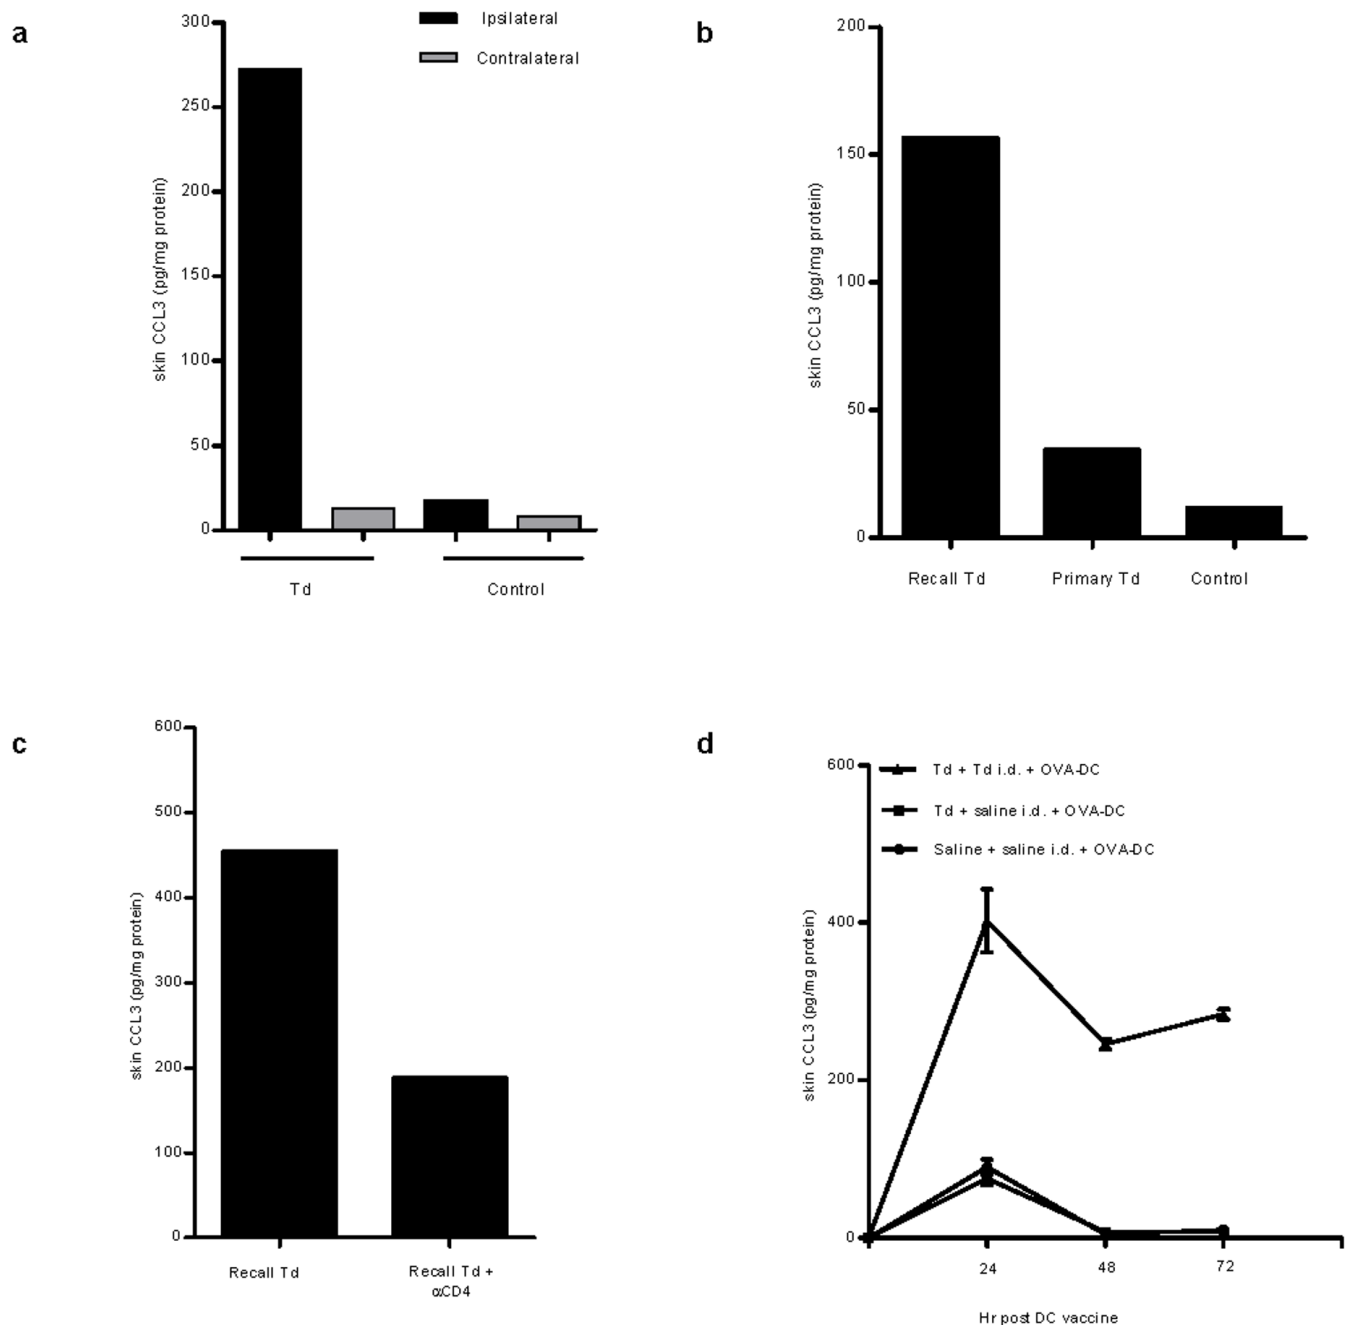 a
300
250
200
150
100
50
0
skin CCL3 (pg/mg protein)
Ipsilateral
Contralateral
Td
Control
b
200
150
100
50
0
skin CCL3 (pg/mg protein)
Recall Td
Primary Td
Control
c
600
500
400
300
200
100
0
skin CCL3 (pg/mg protein)
Recall Td
Recall Td +
αCD4
d
600
400
200
0
skin CCL3 (pg/mg protein)
Td + Td i.d. + OVA-DC
Td + saline i.d. + OVA-DC
Saline + saline i.d. + OVA-DC
24
48
72
Hr post DC vaccine